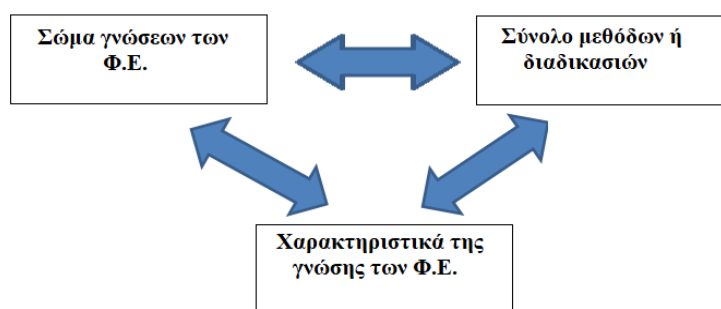 Σώμα γνώσεων των
Φ.Ε.
Σύνολο μεθόδων ή
διαδικασιών
Χαρακτηριστικά της
γνώσης των Φ.Ε.